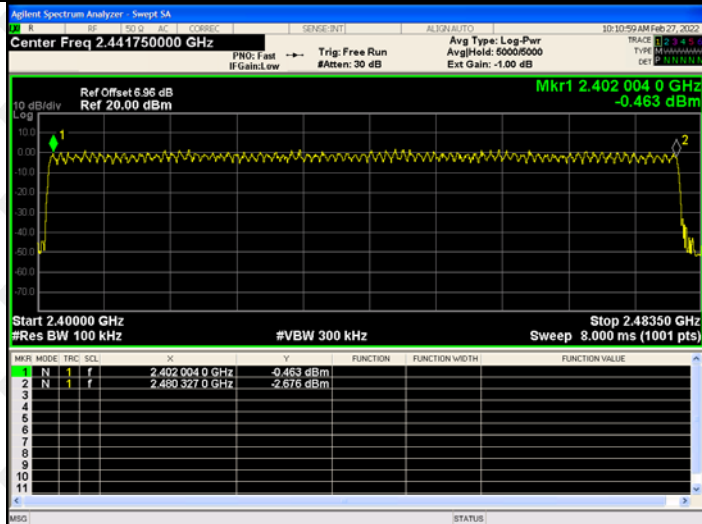 Agilent Spectrum Analyzer - Swept SA
R RF 50 Ω AC CORREC SENSE:INT ALIGNAUTO 10:10:59 AM Feb 27, 2022
Center Freq 2.441750000 GHz
PNO: Fast
IFGain:Low
Trig: Free Run
#Atten: 30 dB
Avg Type: Log-Pwr
Avg|Hold: 5000/5000
Ext Gain: -1.00 dB
TRACE 1 2 3 4 5 6
TYPE M
DET P N N N N N
Mkr1 2.402 004 0 GHz
-0.463 dBm
Ref Offset 6.96 dB
10 dB/div Ref 20.00 dBm
Log
1
2
10.0
0.00
-10.0
-20.0
-30.0
-40.0
-50.0
-60.0
-70.0
Start 2.40000 GHz Stop 2.48350 GHz
#Res BW 100 kHz #VBW 300 kHz Sweep 8.000 ms (1001 pts)
MKR MODE TRC SCL X Y FUNCTION FUNCTION WIDTH FUNCTION VALUE
1 N 1 f 2.402 004 0 GHz -0.463 dBm
2 N 1 f 2.480 327 0 GHz -2.676 dBm
3
4
5
6
7
8
9
10
11
MSG STATUS